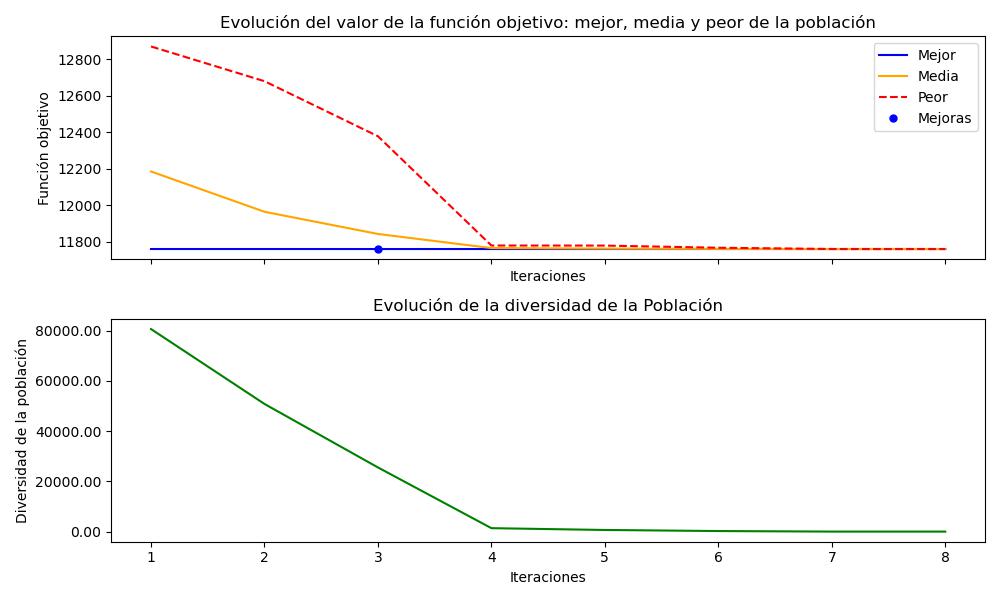 Evolución del valor de la función objetivo: mejor, media y peor de la población
Función objetivo
12800
12600
12400
12200
12000
11800
Mejor
Media
Peor
Mejoras
Iteraciones
Evolución de la diversidad de la Población
Diversidad de la población
80000.00
60000.00
40000.00
20000.00
0.00
1 2 3 4 5 6 7 8
Iteraciones